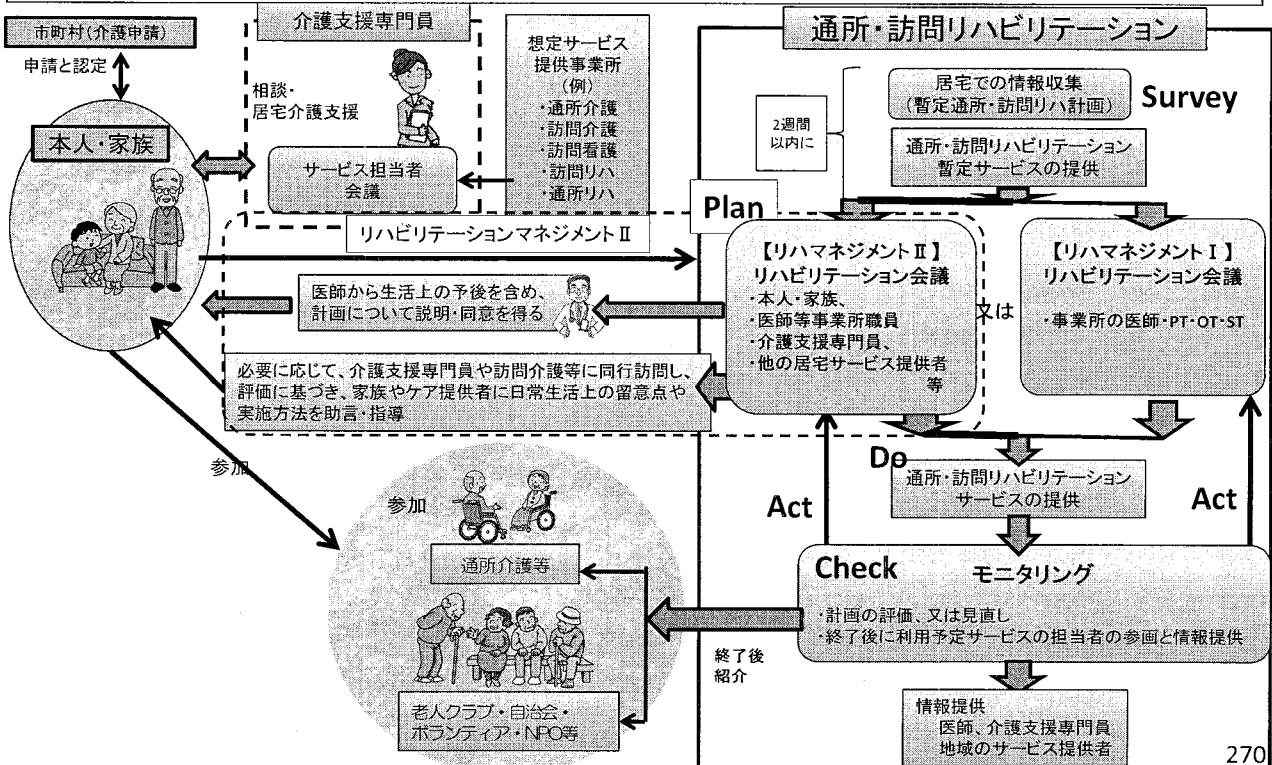 市町村(介護申請)
申請と認定
本人・家族
介護支援専門員
相談・
居宅介護支援
サービス担当者
会議
想定サービス
提供事業所
(例)
・通所介護
・訪問介護
・訪問看護
・訪問リハ
・通所リハ
リハビリテーションマネジメントⅡ
医師から生活上の予後を含め、
計画について説明・同意を得る
必要に応じて、介護支援専門員や訪問介護等に同行訪問し、
評価に基づき、家族やケア提供者に日常生活上の留意点や
実施方法を助言・指導
参加
参加
通所介護等
老人クラブ・自治会・
ボランティア・NPO等
通所・訪問リハビリテーション
2週間
以内に
居宅での情報収集
(暫定通所・訪問リハ計画)
Survey
通所・訪問リハビリテーション
暫定サービスの提供
Plan
【リハマネジメントⅡ】
リハビリテーション会議
・本人・家族、
・医師等事業所職員
・介護支援専門員、
・他の居宅サービス提供者
等
又は
【リハマネジメントⅠ】
リハビリテーション会議
・事業所の医師・PT・OT・ST
Do
通所・訪問リハビリテーション
サービスの提供
Act
Act
Check
モニタリング
・計画の評価、又は見直し
・終了後に利用予定サービスの担当者の参画と情報提供
終了後
紹介
情報提供
医師、介護支援専門員
地域のサービス提供者
270